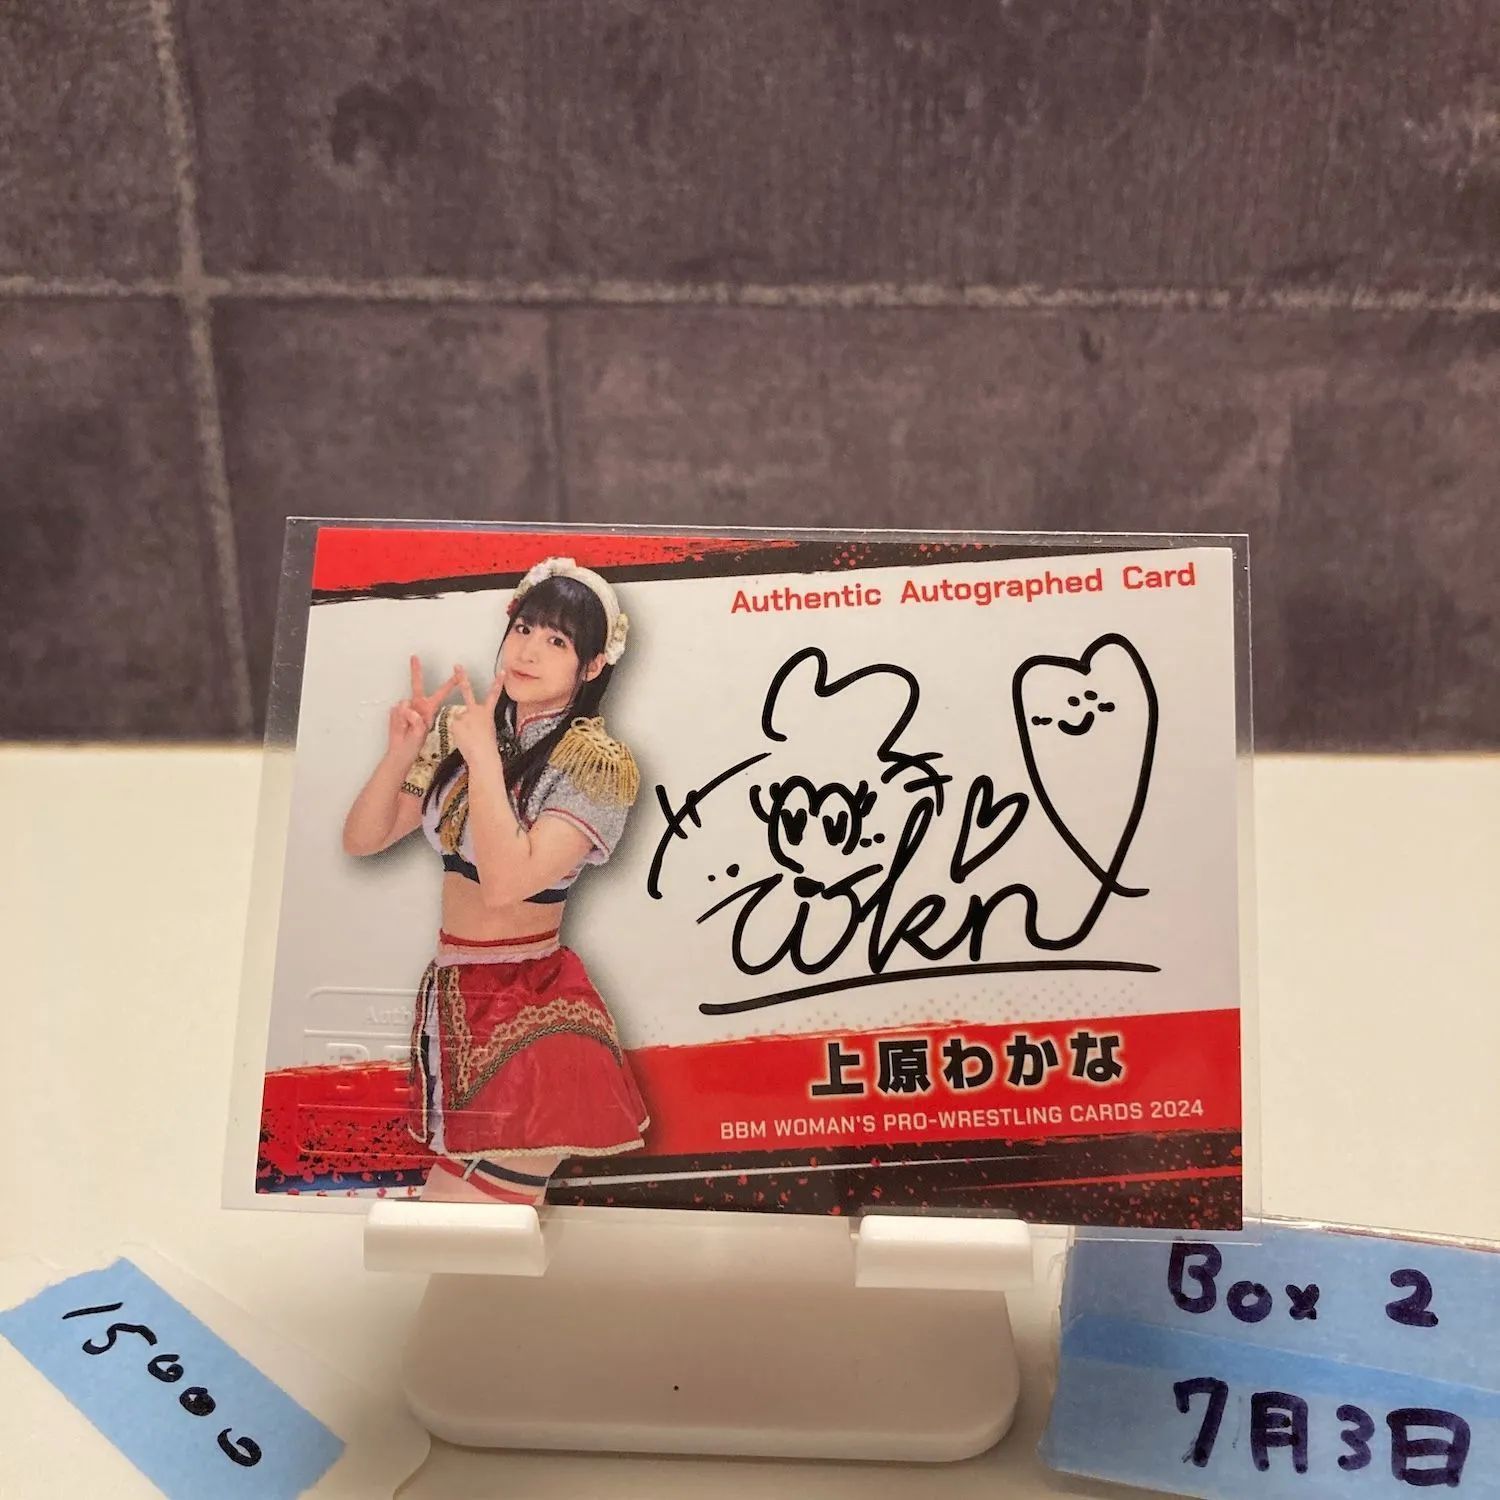 Authentic Autographed Card
wkn
上原わかな
BBM WOMAN'S PRO-WRESTLING CARDS 2024
15000
Box 2
7月3日